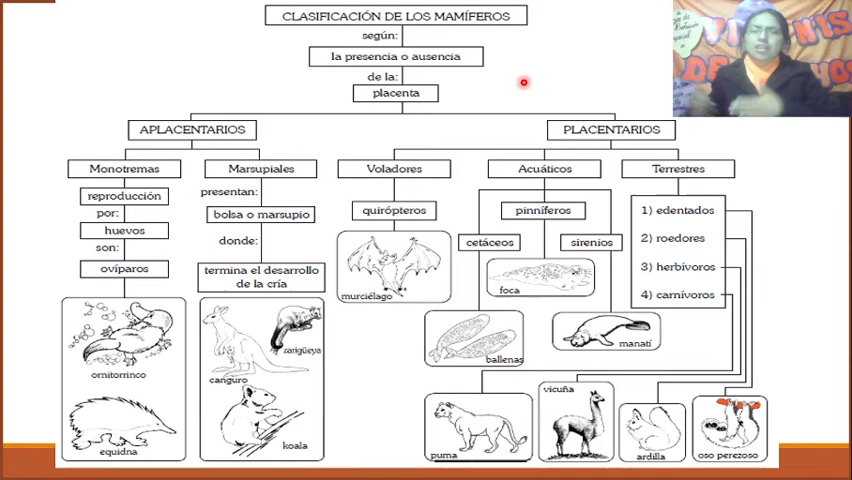 CLASIFICACIÓN DE LOS MAMÍFEROS
según:
la presencia o ausencia
de la:
placenta
APLACENTARIOS
PLACENTARIOS
Monotremas
Marsupiales
Voladores
Acuáticos
Terrestres
reproducción
por:
huevos
son:
ovíparos
presentan:
bolsa o marsupio
donde:
termina el desarrollo
de la cría
quirópteros
pinníferos
cetáceos
sirenios
1) edentados
2) roedores
3) herbívoros
4) carnívoros
murciélago
foca
ballenas
manatí
ornitorrinco
equidna
canguro
zarigüeya
koala
puma
vicuña
ardilla
oso perezoso